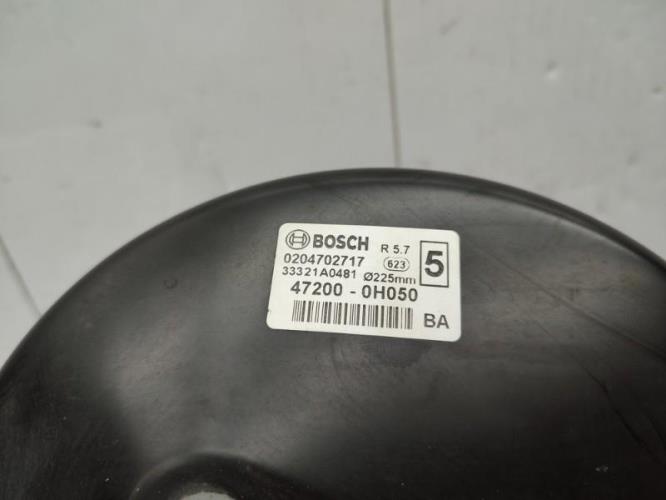 BOSCH R 5.7 5
0204702717 623
33321A0481 Ø225mm
47200 - 0H050
BA